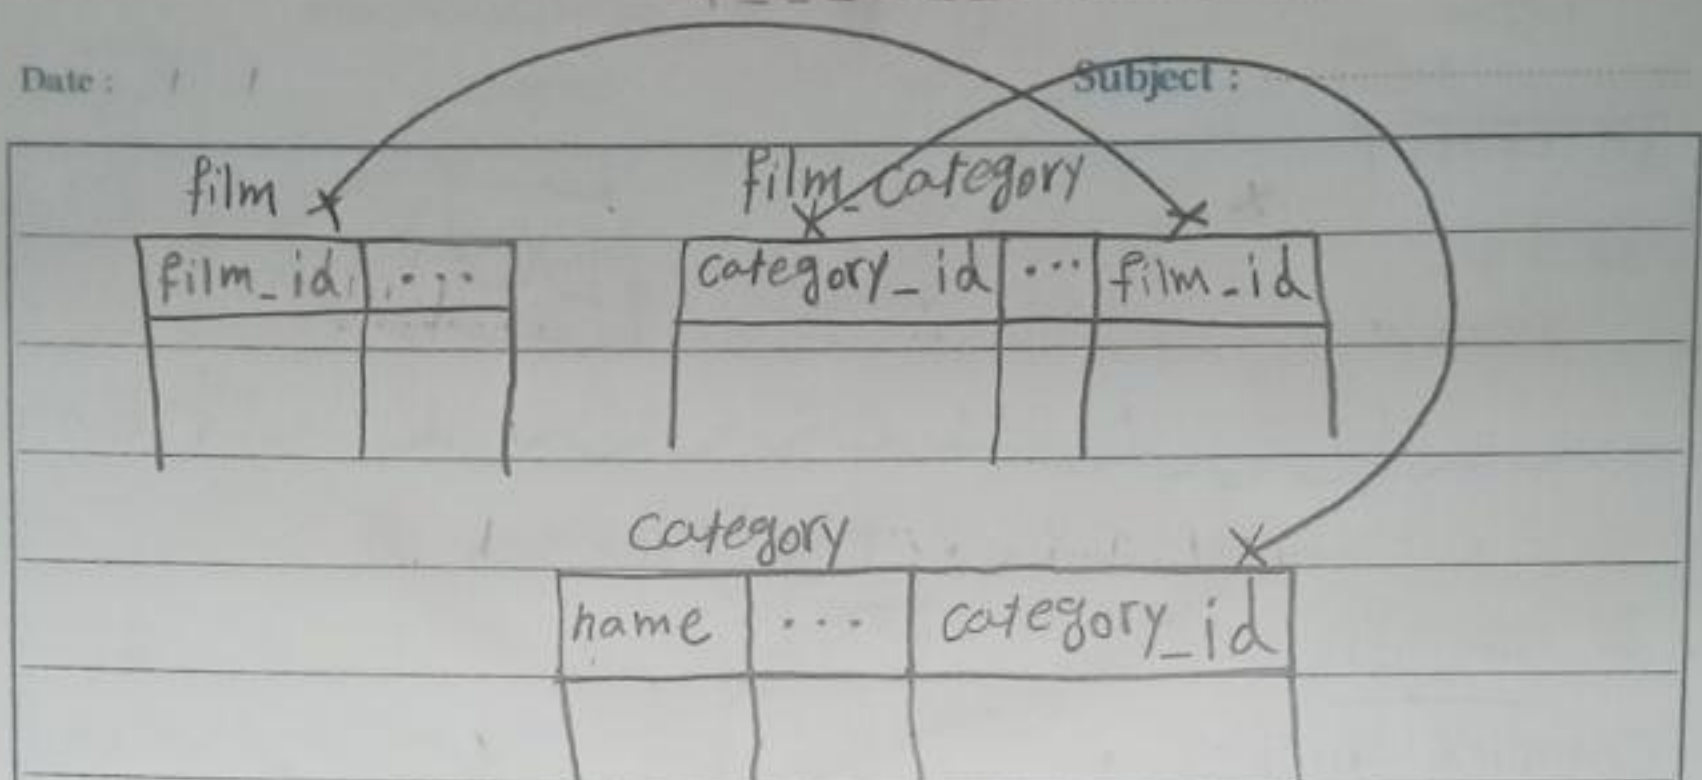 Date : / / Subject :
film film_category
film_id ... category_id ... film_id
category
name ... category_id